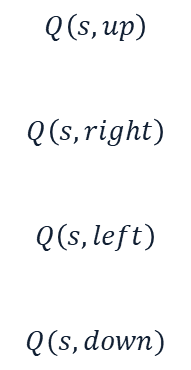 Q(s, up)
Q(s, right)
Q(s, left)
Q(s, down)